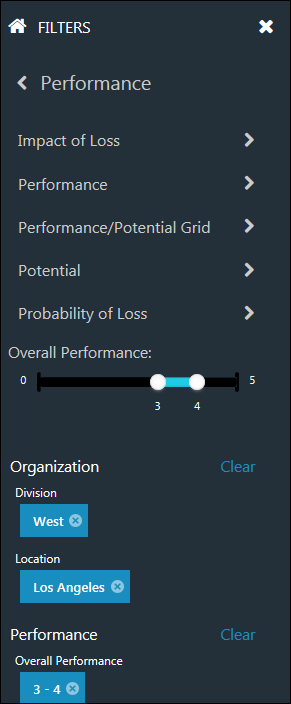 FILTERS
Performance
Impact of Loss
Performance
Performance/Potential Grid
Potential
Probability of Loss
Overall Performance:
0 5
3 4
Organization Clear
Division
West
Location
Los Angeles
Performance Clear
Overall Performance
3 - 4